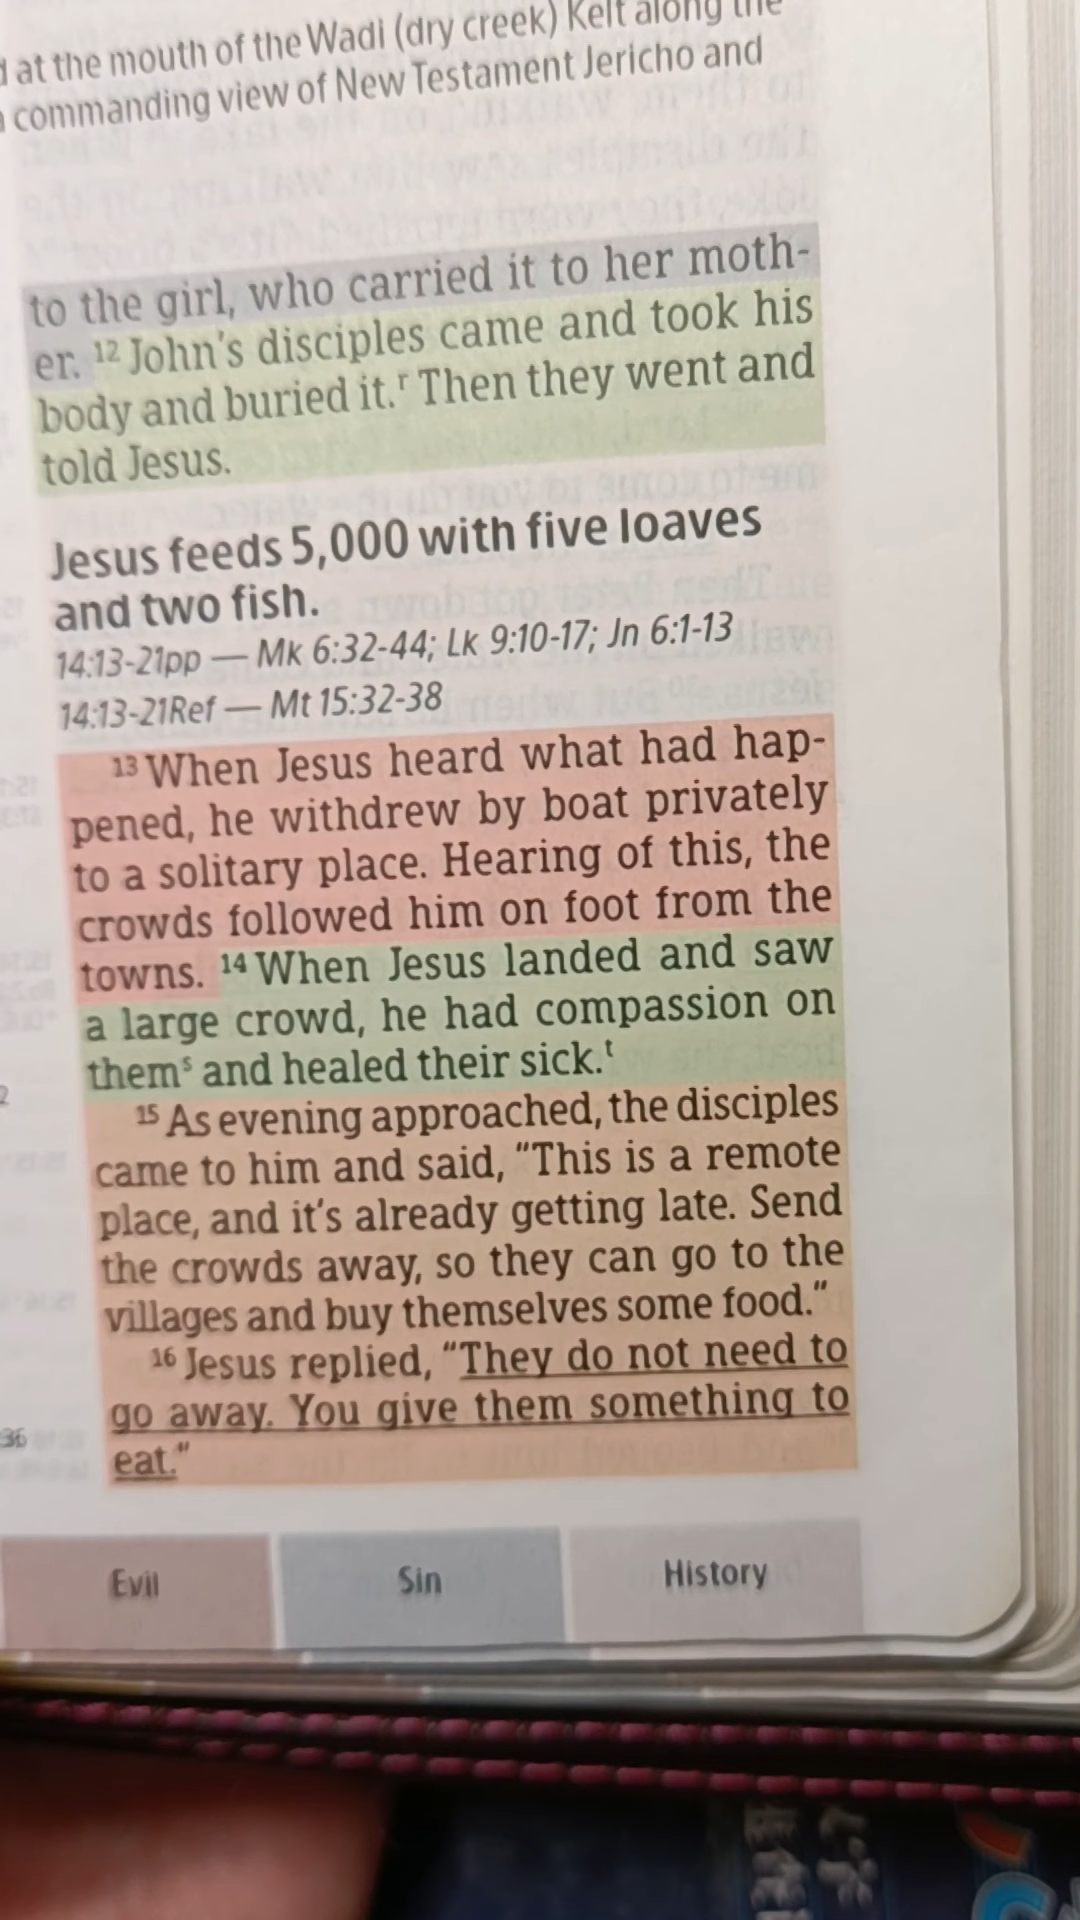 at the mouth of the Wadi (dry creek) Kelt along the
commanding view of New Testament Jericho and
to the girl, who carried it to her moth-
er. 12 John's disciples came and took his
body and buried it.r Then they went and
told Jesus.
Jesus feeds 5,000 with five loaves
and two fish.
14:13-21pp — Mk 6:32-44; Lk 9:10-17; Jn 6:1-13
14:13-21Ref — Mt 15:32-38
13 When Jesus heard what had hap-
pened, he withdrew by boat privately
to a solitary place. Hearing of this, the
crowds followed him on foot from the
towns. 14 When Jesus landed and saw
a large crowd, he had compassion on
thems and healed their sick.t
15 As evening approached, the disciples
came to him and said, "This is a remote
place, and it's already getting late. Send
the crowds away, so they can go to the
villages and buy themselves some food."
16 Jesus replied, "They do not need to
go away. You give them something to
eat."
36
Evil
Sin
History